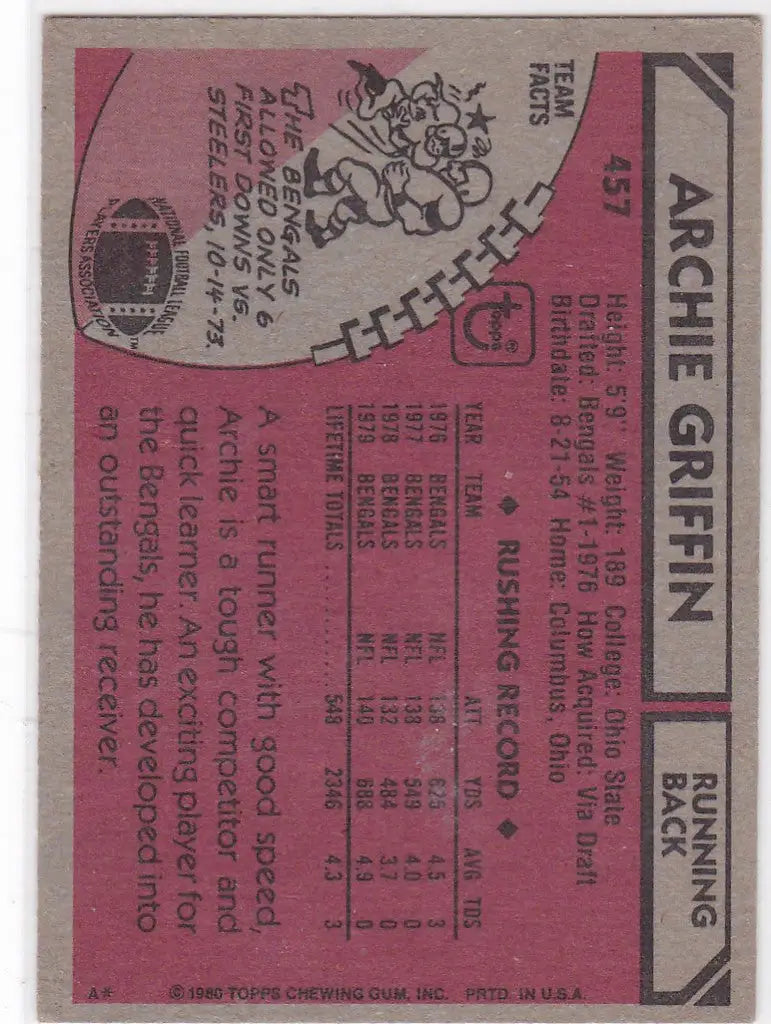 ARCHIE GRIFFIN
RUNNING
BACK
457
Height: 5'9" Weight: 189 College: Ohio State
Drafted: Bengals #1-1976 How Acquired: Via Draft
Birthdate: 8-21-54 Home: Columbus, Ohio
TEAM
FACTS
THE BENGALS
ALLOWED ONLY 6
FIRST DOWNS VS.
STEELERS, 10-14-73.
NATIONAL FOOTBALL LEAGUE
PLAYERS ASSOCIATION
TM
topps ®
◆ RUSHING RECORD ◆
YEAR TEAM ATT YDS AVG TDS
1976 BENGALS NFL 138 625 4.5 3
1977 BENGALS NFL 138 549 4.0 0
1978 BENGALS NFL 132 484 3.7 0
1979 BENGALS NFL 140 688 4.9 0
LIFETIME TOTALS .............. 548 2346 4.3 3
A smart runner with good speed,
Archie is a tough competitor and
quick learner. An exciting player for
the Bengals, he has developed into
an outstanding receiver.
A* © 1980 TOPPS CHEWING GUM, INC. PRTD. IN U.S.A.